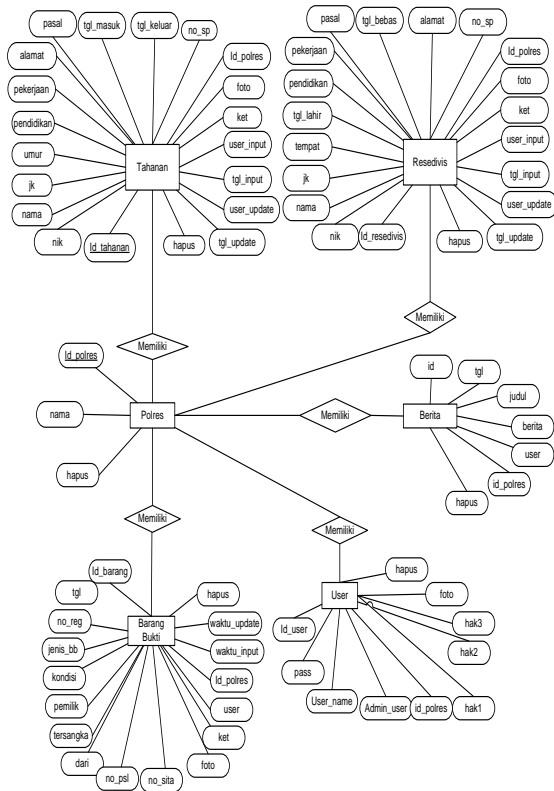 pasal
tgl_masuk
tgl_keluar
no_sp
alamat
Id_polres
pekerjaan
foto
pendidikan
ket
umur
Tahanan
user_input
jk
tgl_input
nama
user_update
nik
Id_tahanan
hapus
tgl_update
pasal
tgl_bebas
alamat
no_sp
pekerjaan
Id_polres
pendidikan
foto
tgl_lahir
ket
tempat
Resedivis
user_input
jk
tgl_input
nama
user_update
nik
Id_resedivis
hapus
tgl_update
Memiliki
Memiliki
Id_polres
nama
Polres
hapus
Memiliki
id
tgl
judul
Berita
berita
user
id_polres
hapus
Memiliki
Memiliki
Id_barang
tgl
hapus
no_reg
Barang
Bukti
waktu_update
jenis_bb
waktu_input
kondisi
Id_polres
pemilik
user
tersangka
ket
dari
no_psl
no_sita
foto
hapus
User
foto
Id_user
hak3
hak2
pass
User_name
Admin_user
id_polres
hak1